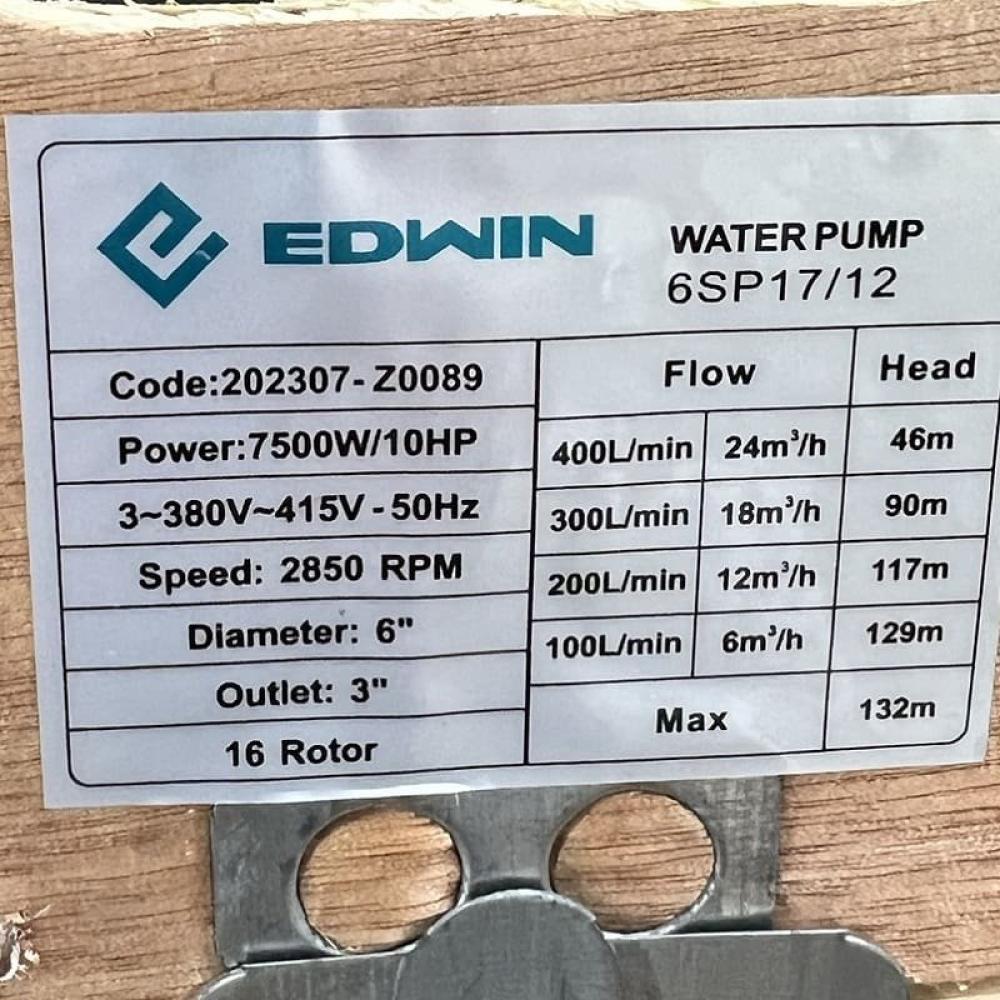 EDWIN
WATER PUMP
6SP17/12
Code:202307-Z0089
Power:7500W/10HP
3~380V~415V-50Hz
Speed: 2850 RPM
Diameter: 6"
Outlet: 3"
16 Rotor
Flow Head
400L/min 24m³/h 46m
300L/min 18m³/h 90m
200L/min 12m³/h 117m
100L/min 6m³/h 129m
Max 132m